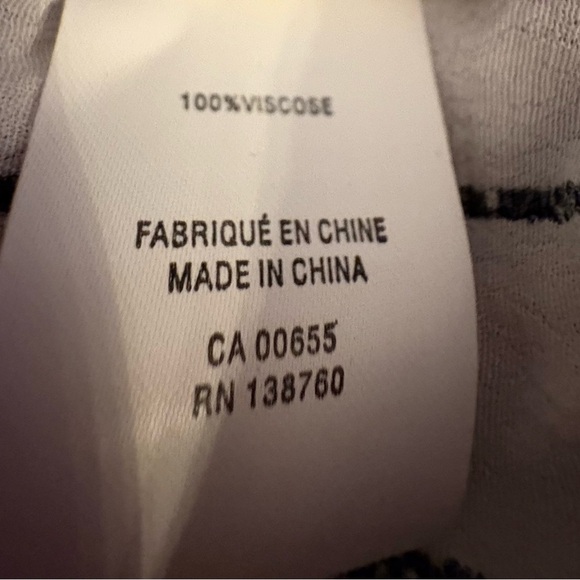 100%VISCOSE
FABRIQUÉ EN CHINE
MADE IN CHINA
CA 00655
RN 138760